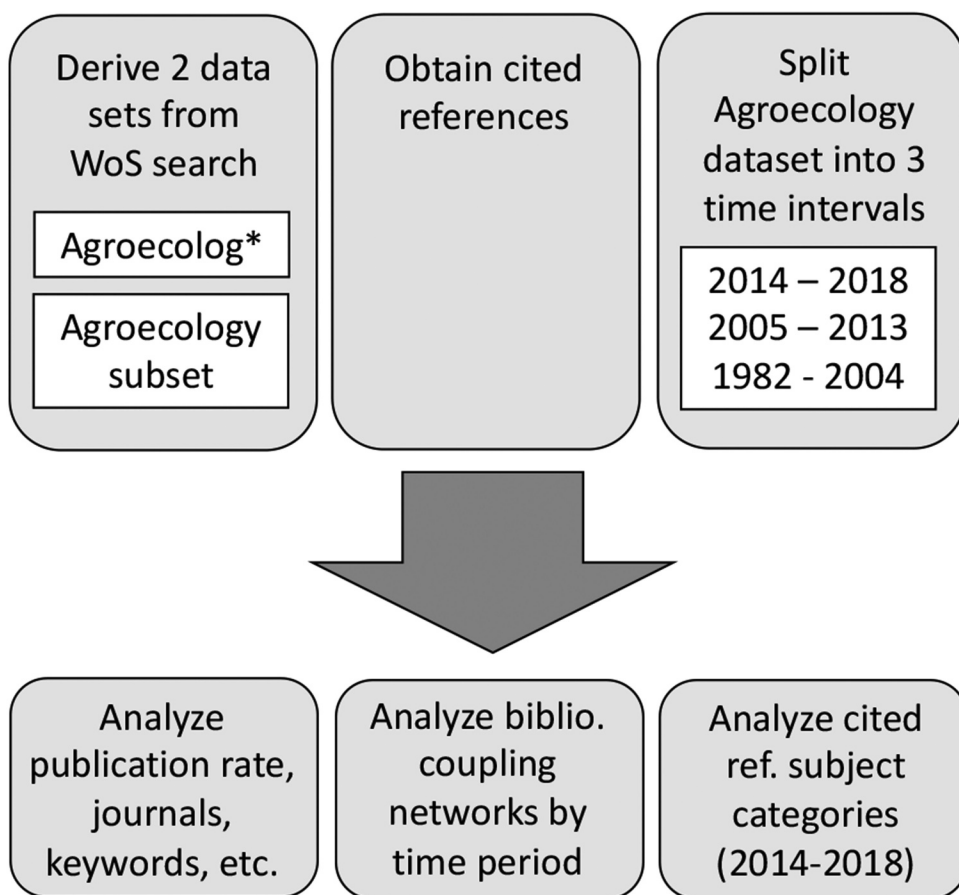 Derive 2 data
sets from
WoS search
Agroecolog*
Agroecology
subset
Obtain cited
references
Split
Agroecology
dataset into 3
time intervals
2014 – 2018
2005 – 2013
1982 - 2004
Analyze
publication rate,
journals,
keywords, etc.
Analyze biblio.
coupling
networks by
time period
Analyze cited
ref. subject
categories
(2014-2018)